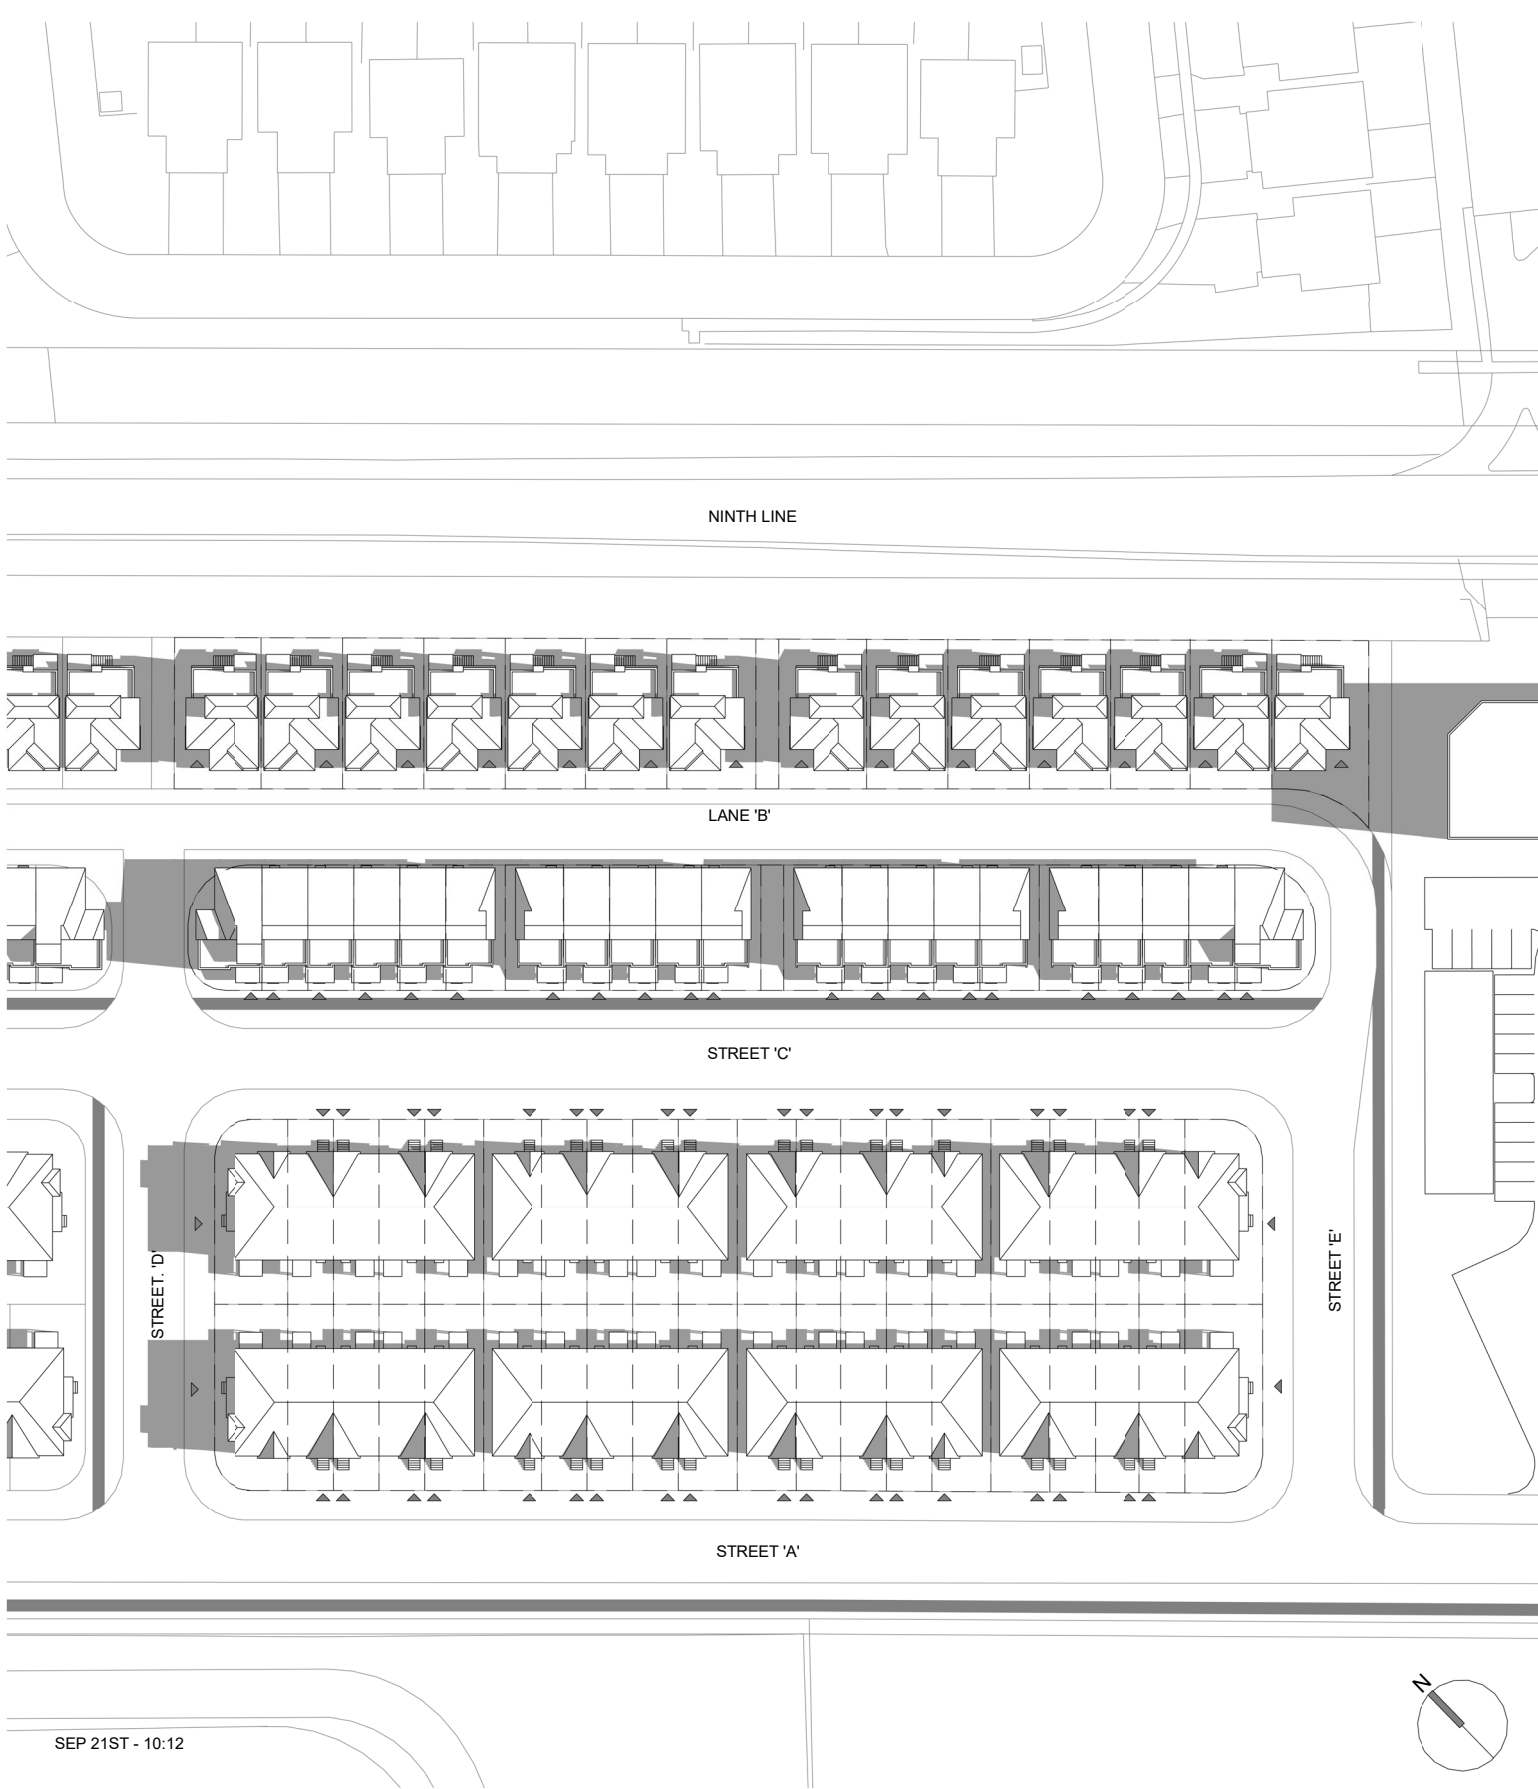 NINTH LINE
LANE 'B'
STREET 'C'
STREET. 'D'
STREET 'E'
STREET 'A'
N
SEP 21ST - 10:12